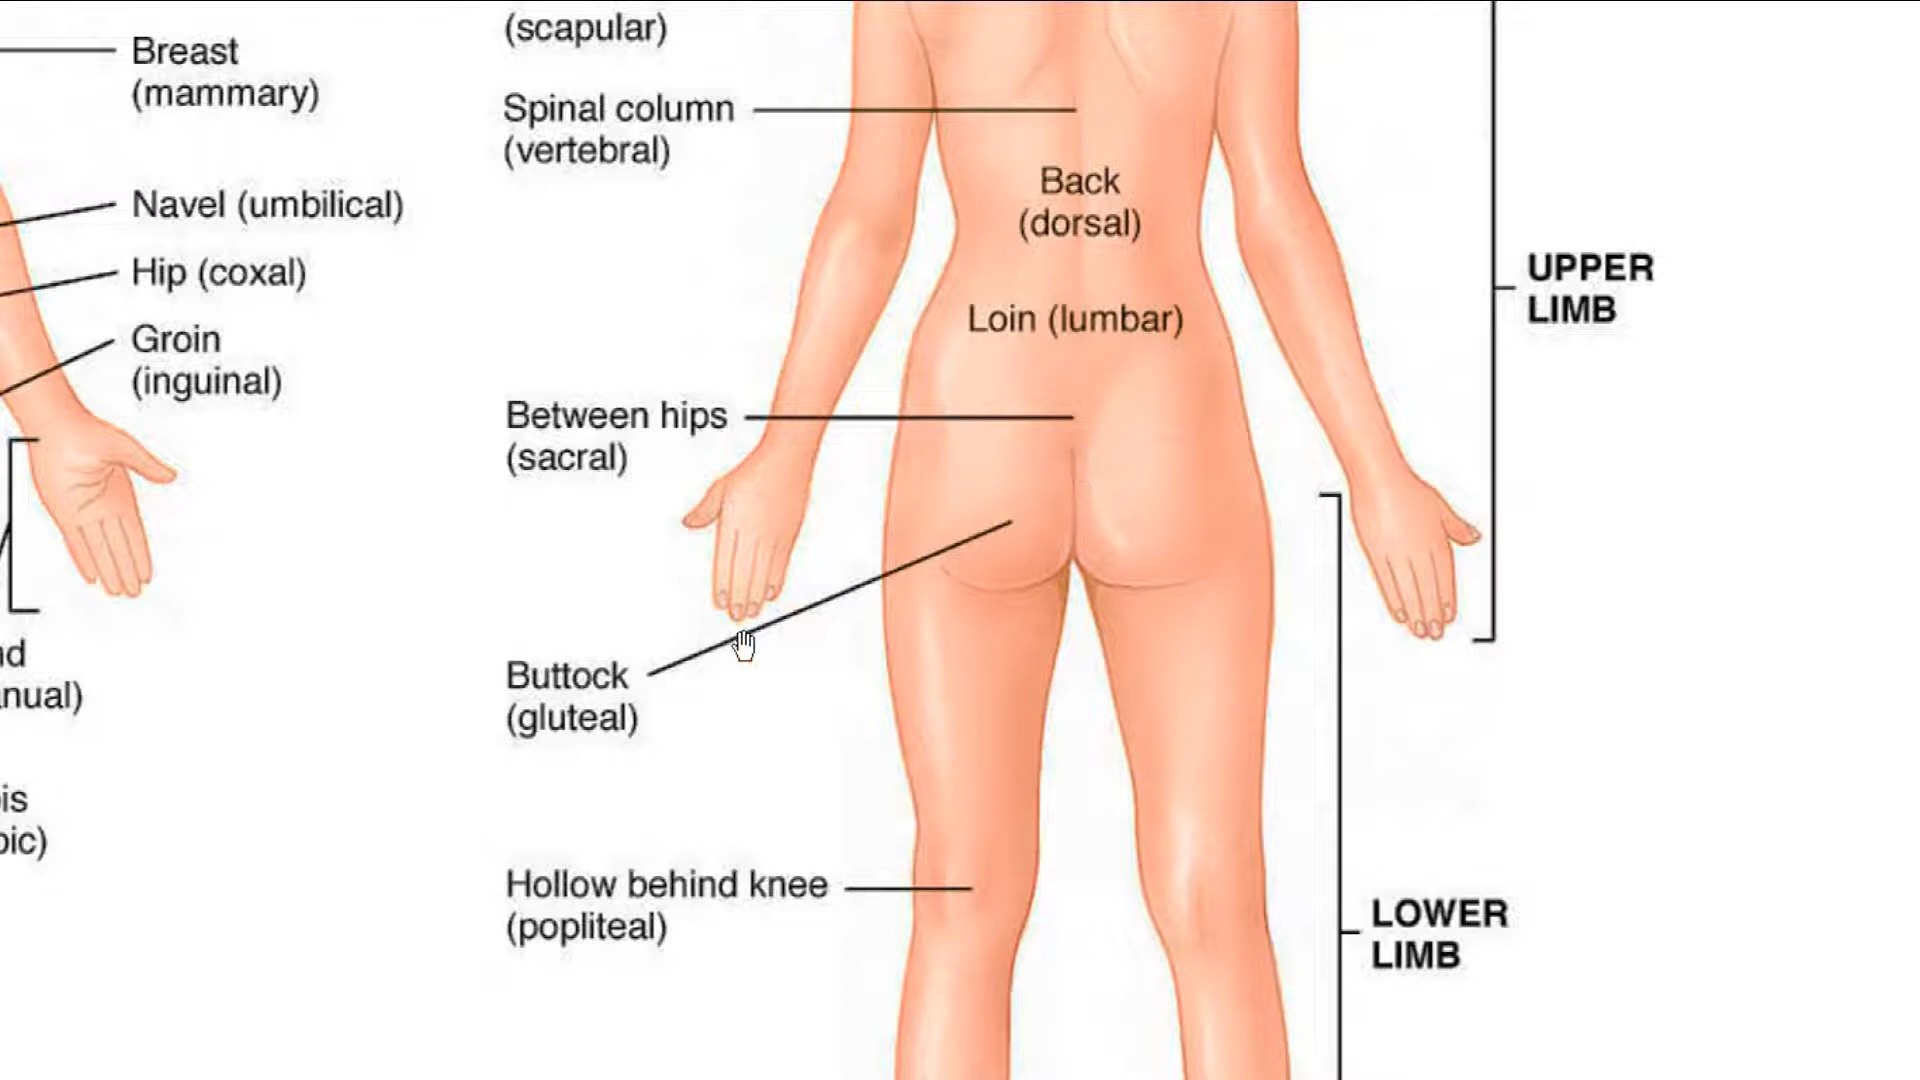 Breast
(mammary)
Navel (umbilical)
Hip (coxal)
Groin
(inguinal)
(scapular)
Spinal column
(vertebral)
Back
(dorsal)
Loin (lumbar)
Between hips
(sacral)
Buttock
(gluteal)
Hollow behind knee
(popliteal)
UPPER
LIMB
LOWER
LIMB